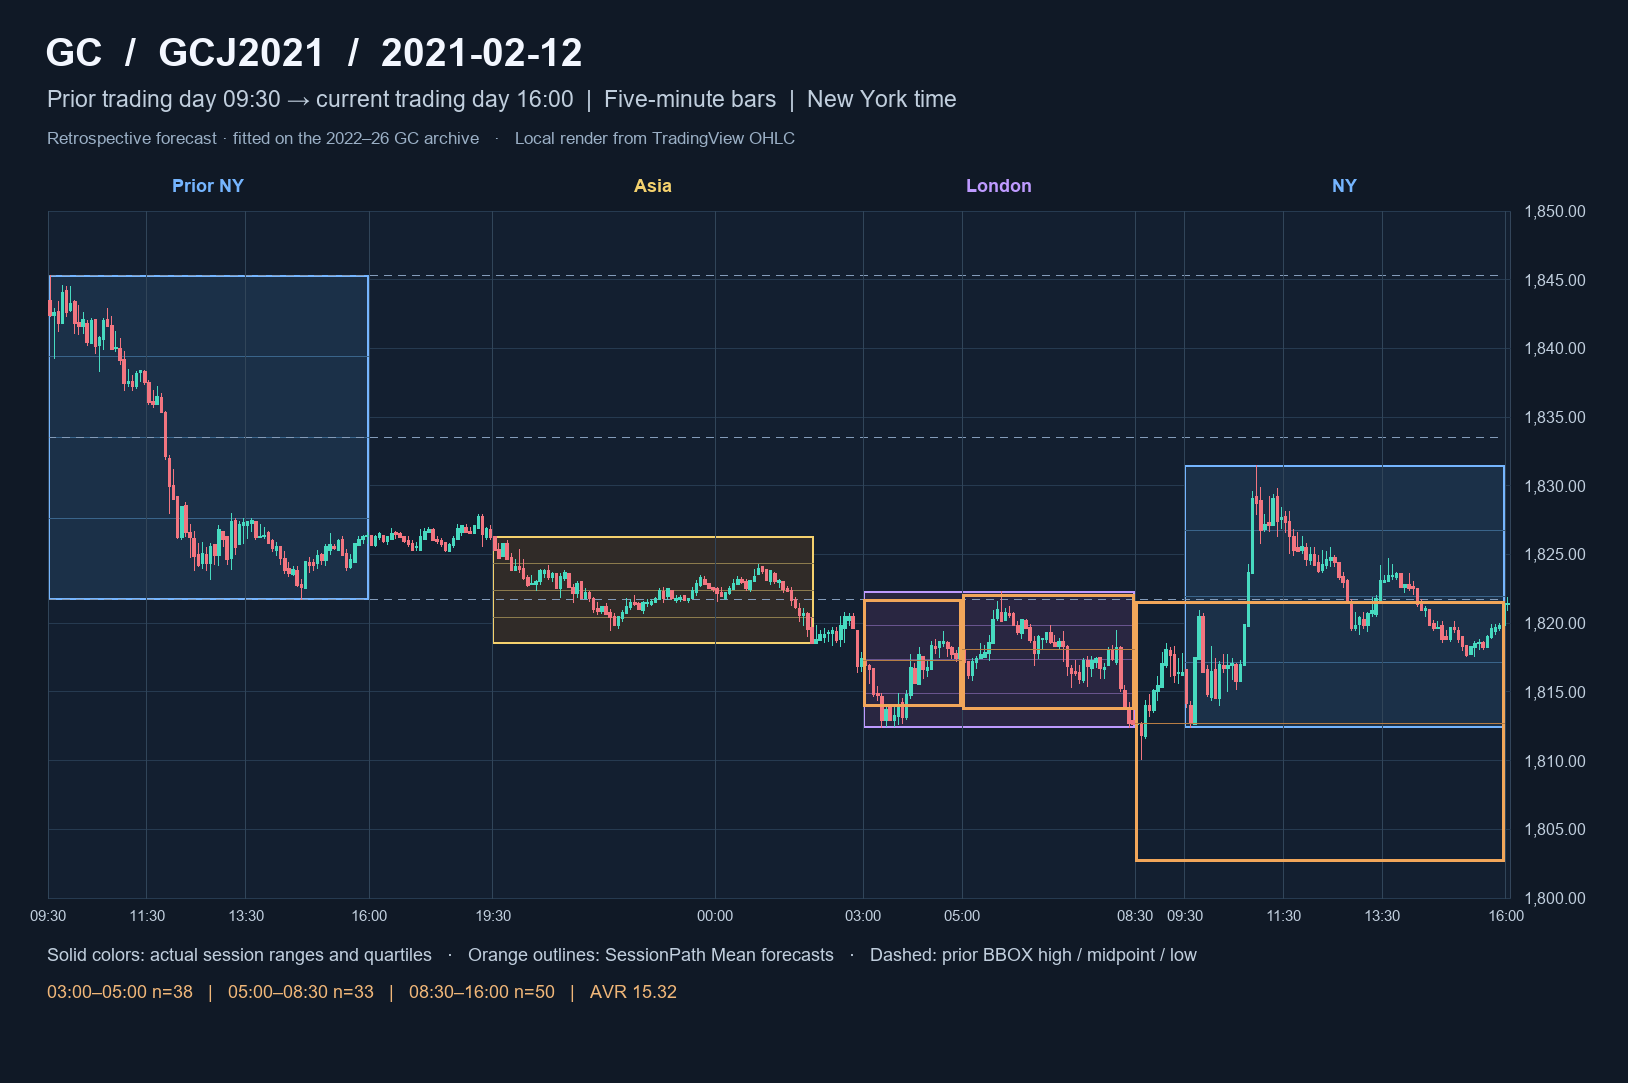 GC / GCJ2021 / 2021-02-12
Prior trading day 09:30 → current trading day 16:00 | Five-minute bars | New York time
Retrospective forecast · fitted on the 2022–26 GC archive · Local render from TradingView OHLC
Prior NY Asia London NY
1,850.00
1,845.00
1,840.00
1,835.00
1,830.00
1,825.00
1,820.00
1,815.00
1,810.00
1,805.00
1,800.00
09:30 11:30 13:30 16:00 19:30 00:00 03:00 05:00 08:30 09:30 11:30 13:30 16:00
Solid colors: actual session ranges and quartiles · Orange outlines: SessionPath Mean forecasts · Dashed: prior BBOX high / midpoint / low
03:00–05:00 n=38 | 05:00–08:30 n=33 | 08:30–16:00 n=50 | AVR 15.32